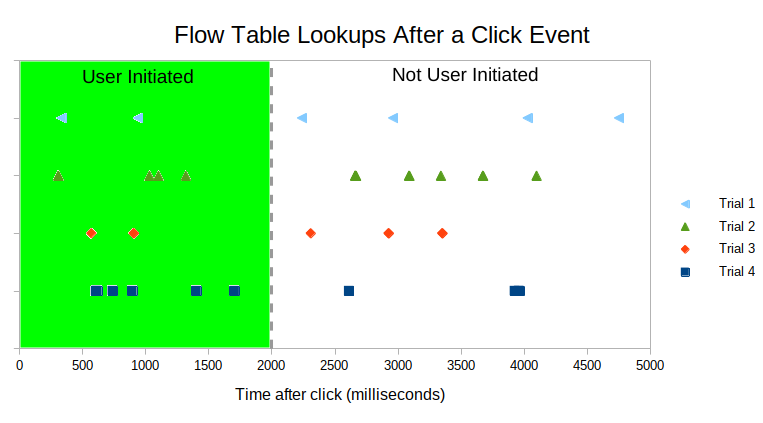 Flow Table Lookups After a Click Event
User Initiated
Not User Initiated
Trial 1
Trial 2
Trial 3
Trial 4
0 500 1000 1500 2000 2500 3000 3500 4000 4500 5000
Time after click (milliseconds)